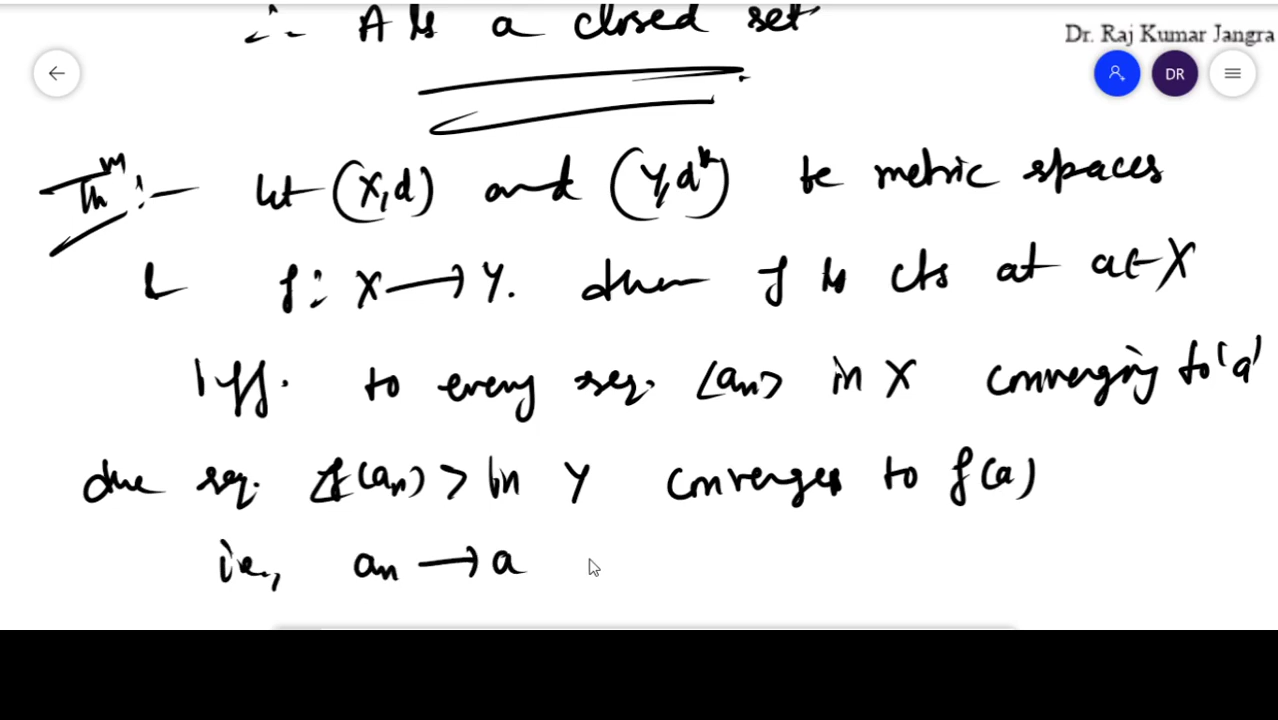 ∴ A is a closed set
Dr. Raj Kumar Jangra
DR
Thm :- let (X,d) and (Y,d*) be metric spaces
& f : X → Y. then f is cts at a ∈ X
iff. to every seq. <an> in X converging to 'a'
the seq. <f(an)> in Y converges to f(a)
ie., an → a